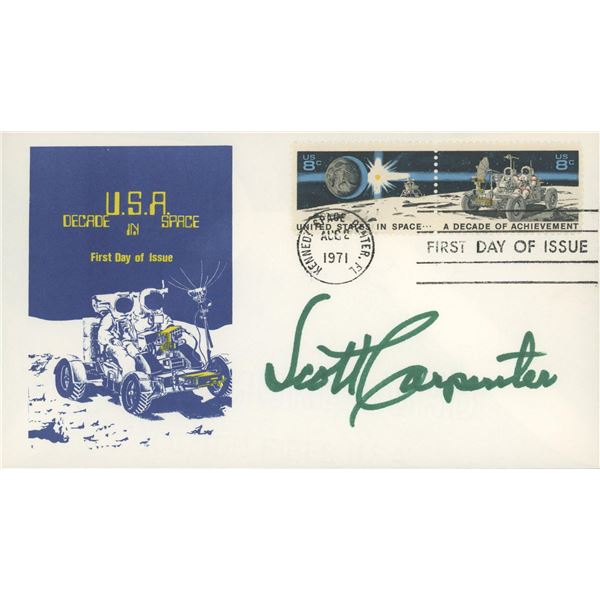 U.S.A.
DECADE IN SPACE
First Day of Issue
US 8c
US 8c
UNITED STATES IN SPACE... A DECADE OF ACHIEVEMENT
KENNEDY SPACE CENTER, FL
AUG 2
1971
FIRST DAY OF ISSUE
Scott Carpenter